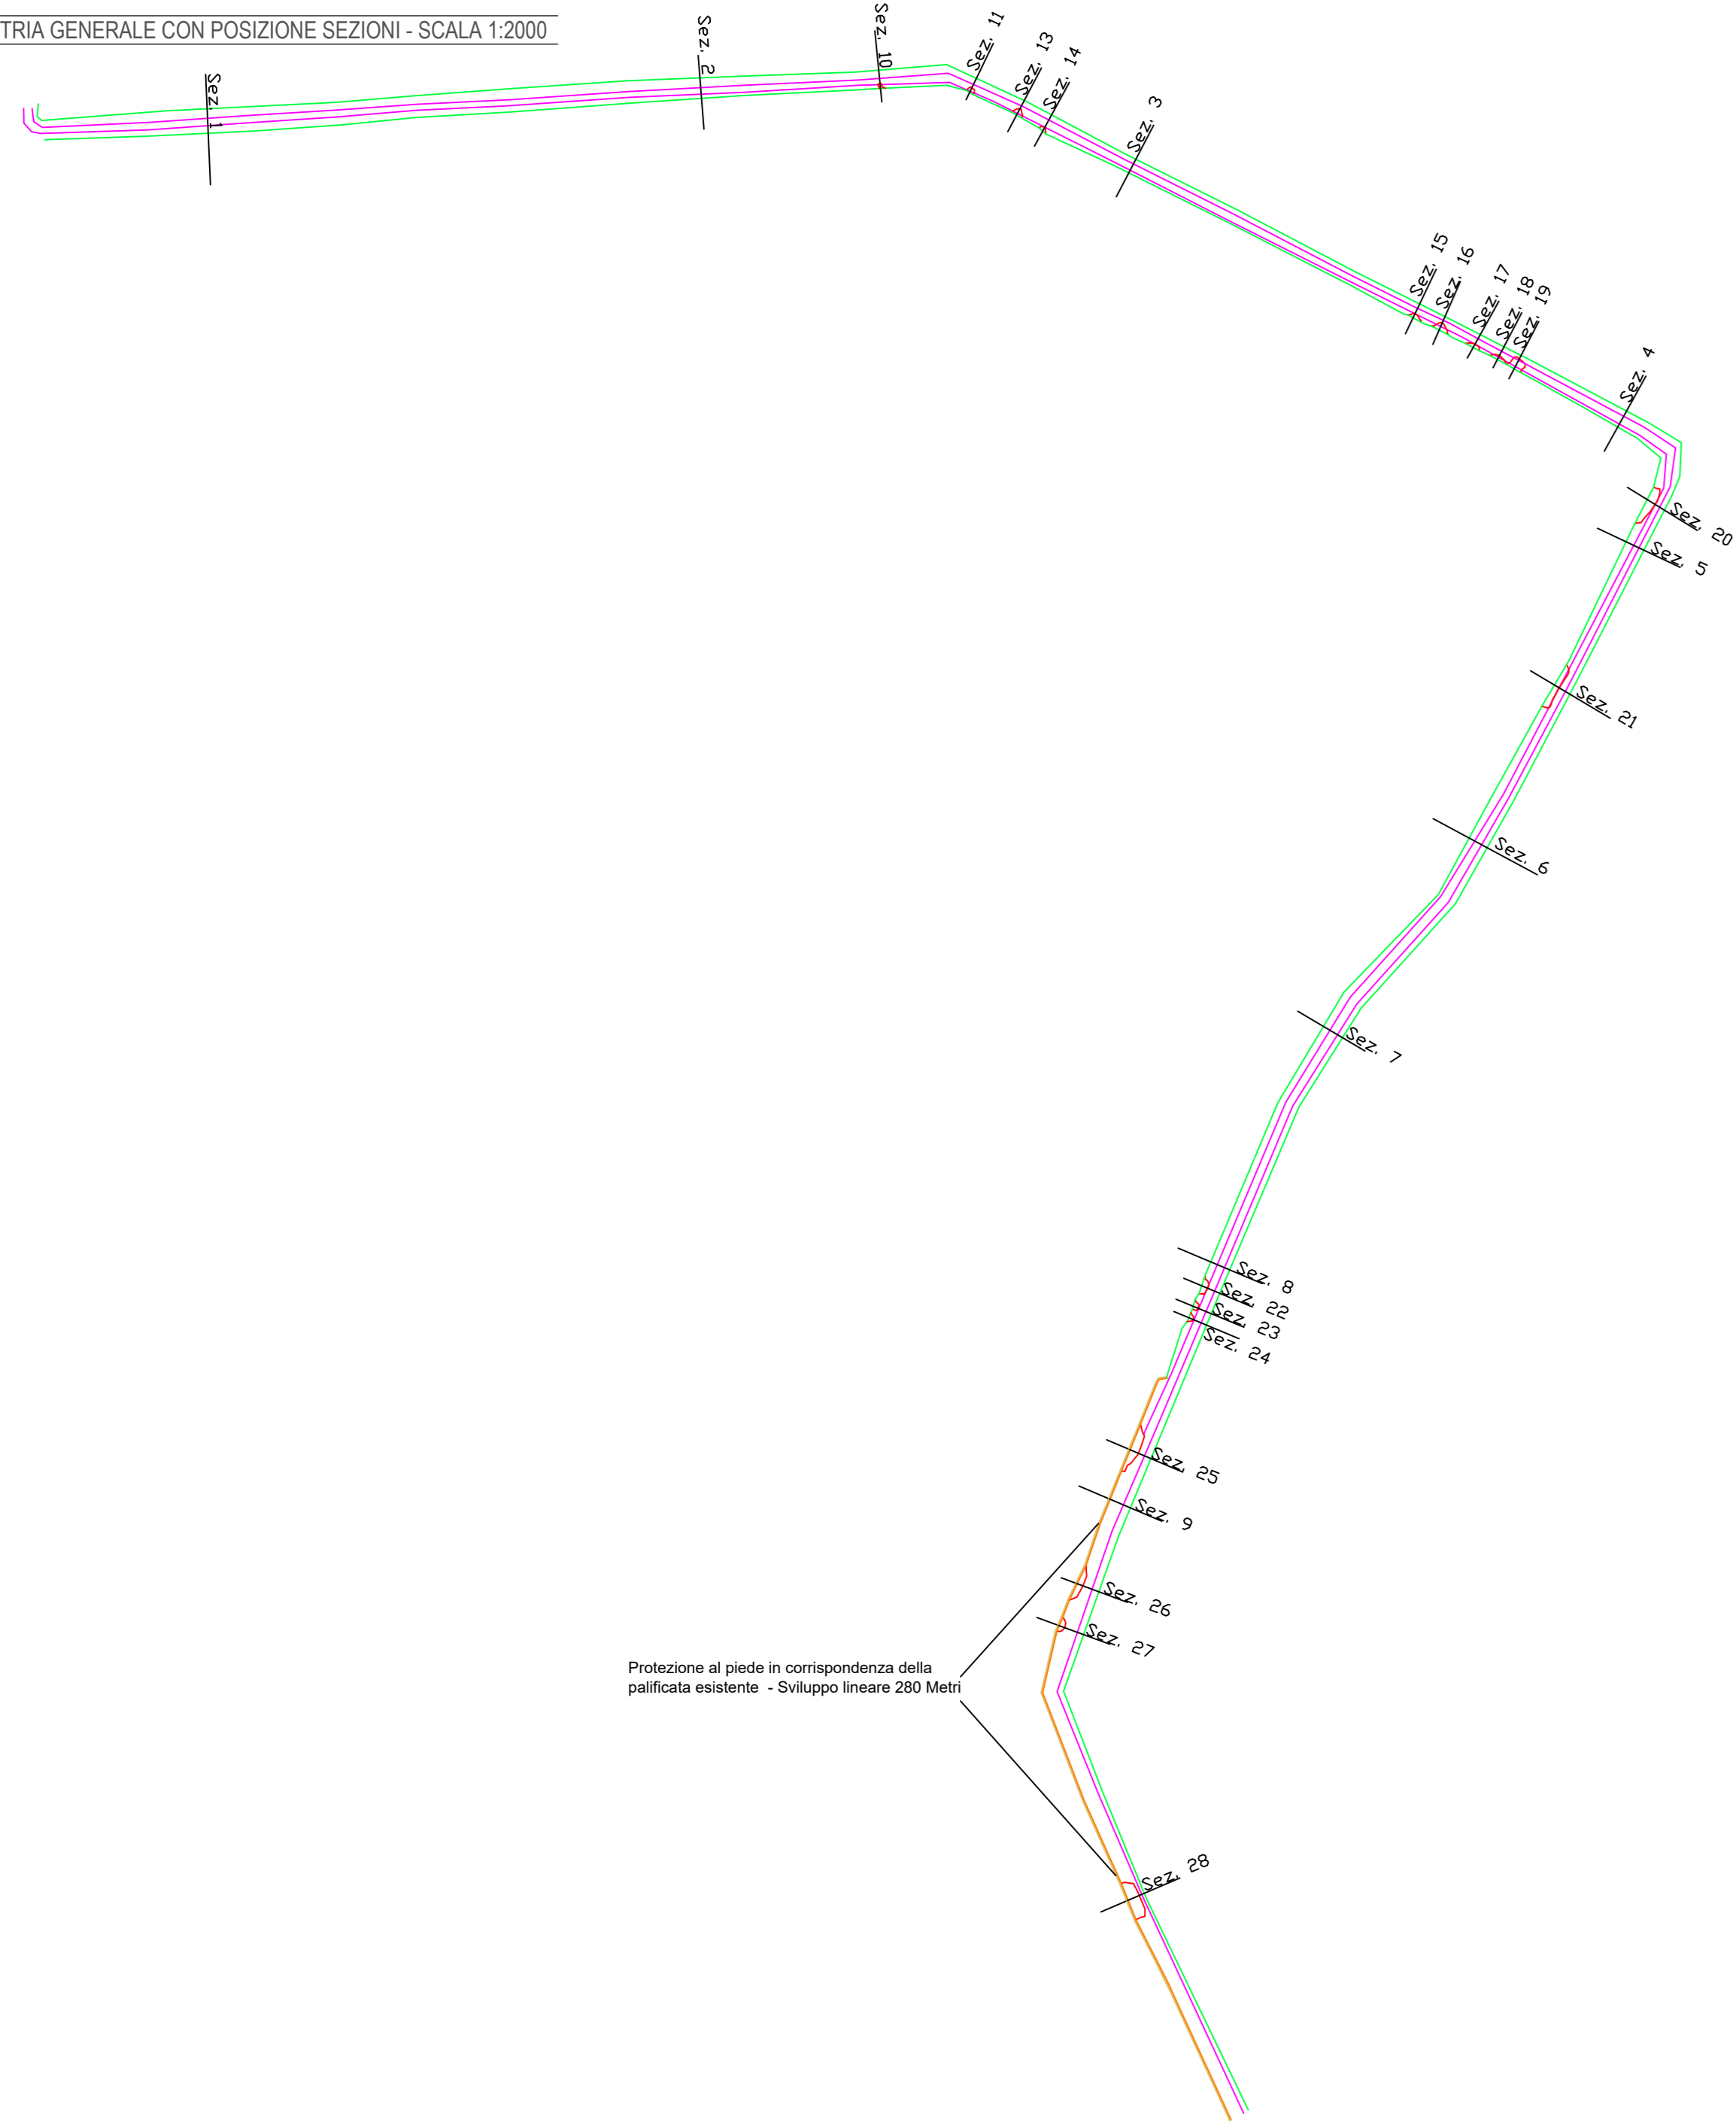 TRIA GENERALE CON POSIZIONE SEZIONI - SCALA 1:2000
Sez. 1
Sez. 2
Sez. 10
Sez. 11
Sez. 13
Sez. 14
Sez. 3
Sez. 15
Sez. 16
Sez. 17
Sez. 18
Sez. 19
Sez. 4
Sez. 20
Sez. 5
Sez. 21
Sez. 6
Sez. 7
Sez. 8
Sez. 22
Sez. 23
Sez. 24
Sez. 25
Sez. 9
Sez. 26
Sez. 27
Protezione al piede in corrispondenza della
palificata esistente - Sviluppo lineare 280 Metri
Sez. 28